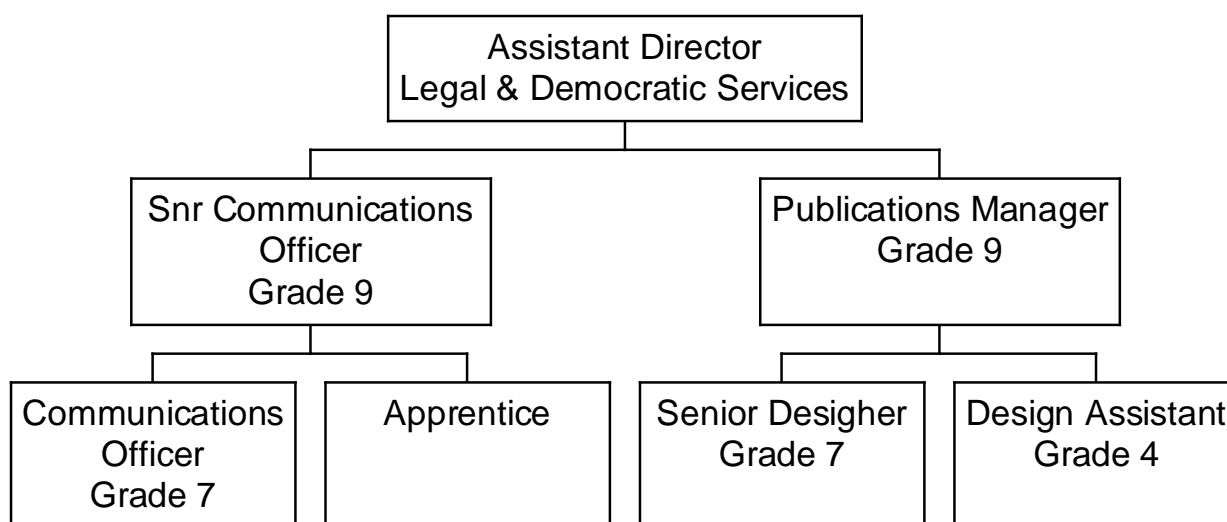 Assistant Director
Legal & Democratic Services
Snr Communications
Officer
Grade 9
Publications Manager
Grade 9
Communications
Officer
Grade 7
Apprentice
Senior Desigher
Grade 7
Design Assistant
Grade 4